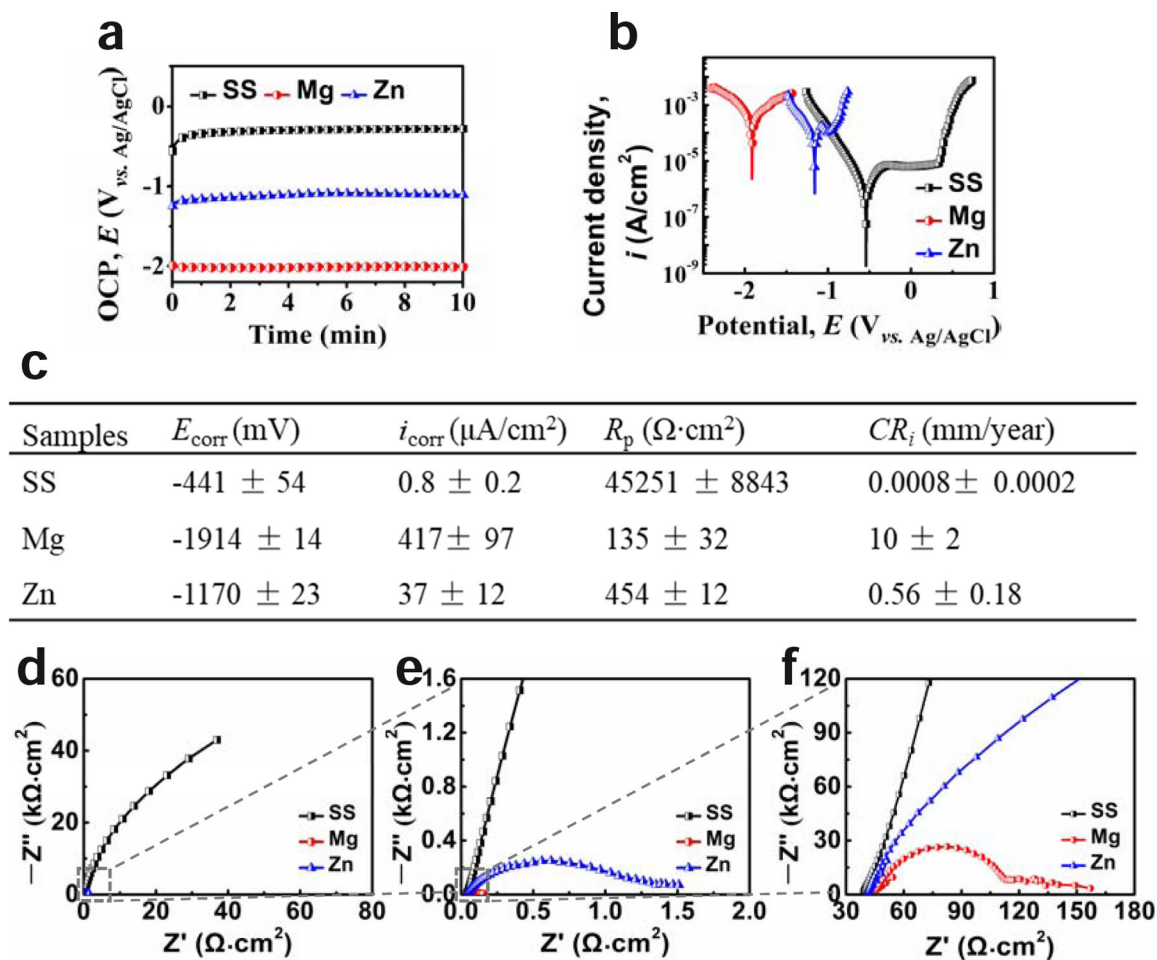 a
SS Mg Zn
0
-1
-2
OCP, E (V vs. Ag/AgCl)
0 2 4 6 8 10
Time (min)
b
10⁻³
10⁻⁵
10⁻⁷
10⁻⁹
Current density,
i (A/cm²)
SS
Mg
Zn
-2 -1 0 1
Potential, E (V vs. Ag/AgCl)
c
Samples E corr (mV) i corr (μA/cm²) R p (Ω·cm²) CR i (mm/year)
SS -441 ± 54 0.8 ± 0.2 45251 ± 8843 0.0008± 0.0002
Mg -1914 ± 14 417± 97 135 ± 32 10 ± 2
Zn -1170 ± 23 37 ± 12 454 ± 12 0.56 ± 0.18
d
60
40
20
0
—Z'' (kΩ·cm²)
SS
Mg
Zn
0 20 40 60 80
Z' (Ω·cm²)
e
1.6
1.2
0.8
0.4
0.0
—Z'' (kΩ·cm²)
SS
Mg
Zn
0.0 0.5 1.0 1.5 2.0
Z' (Ω·cm²)
f
120
90
60
30
0
—Z'' (kΩ·cm²)
SS
Mg
Zn
30 60 90 120 150 180
Z' (Ω·cm²)